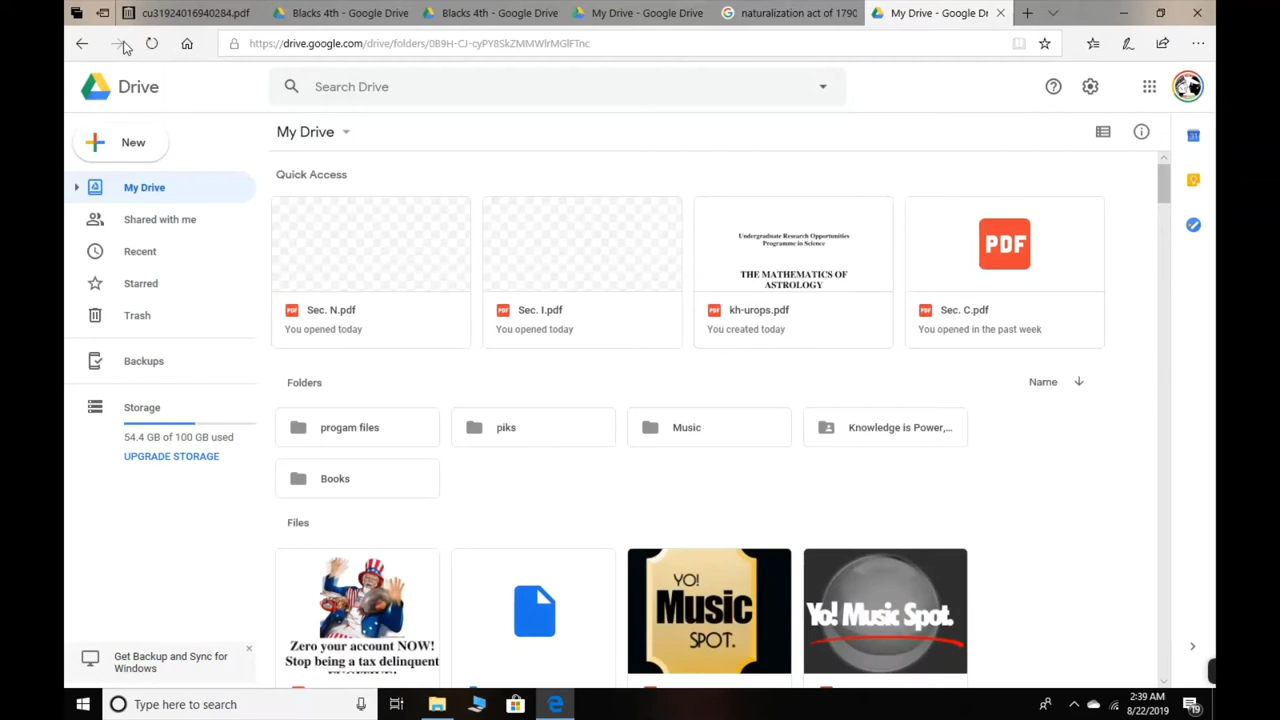 cu31924016940284.pdf
Blacks 4th - Google Drive
Blacks 4th - Google Drive
My Drive - Google Drive
naturalization act of 1790
My Drive - Google Dr
https://drive.google.com/drive/folders/0B9H-CJ-cyPY8SkZMMWlrMGlFTnc
Drive
Search Drive
New
My Drive
My Drive
Shared with me
Recent
Starred
Trash
Backups
Storage
54.4 GB of 100 GB used
UPGRADE STORAGE
Quick Access
Undergraduate Research Opportunities
Programme in Science
THE MATHEMATICS OF
ASTROLOGY
PDF
Sec. N.pdf
You opened today
Sec. I.pdf
You opened today
kh-urops.pdf
You created today
Sec. C.pdf
You opened in the past week
Folders
Name
progam files
piks
Music
Knowledge is Power,...
Books
Files
Zero your account NOW!
Stop being a tax delinquent
YO!
Music
SPOT.
Yo! Music Spot.
Get Backup and Sync for
Windows
Type here to search
2:39 AM
8/22/2019
19